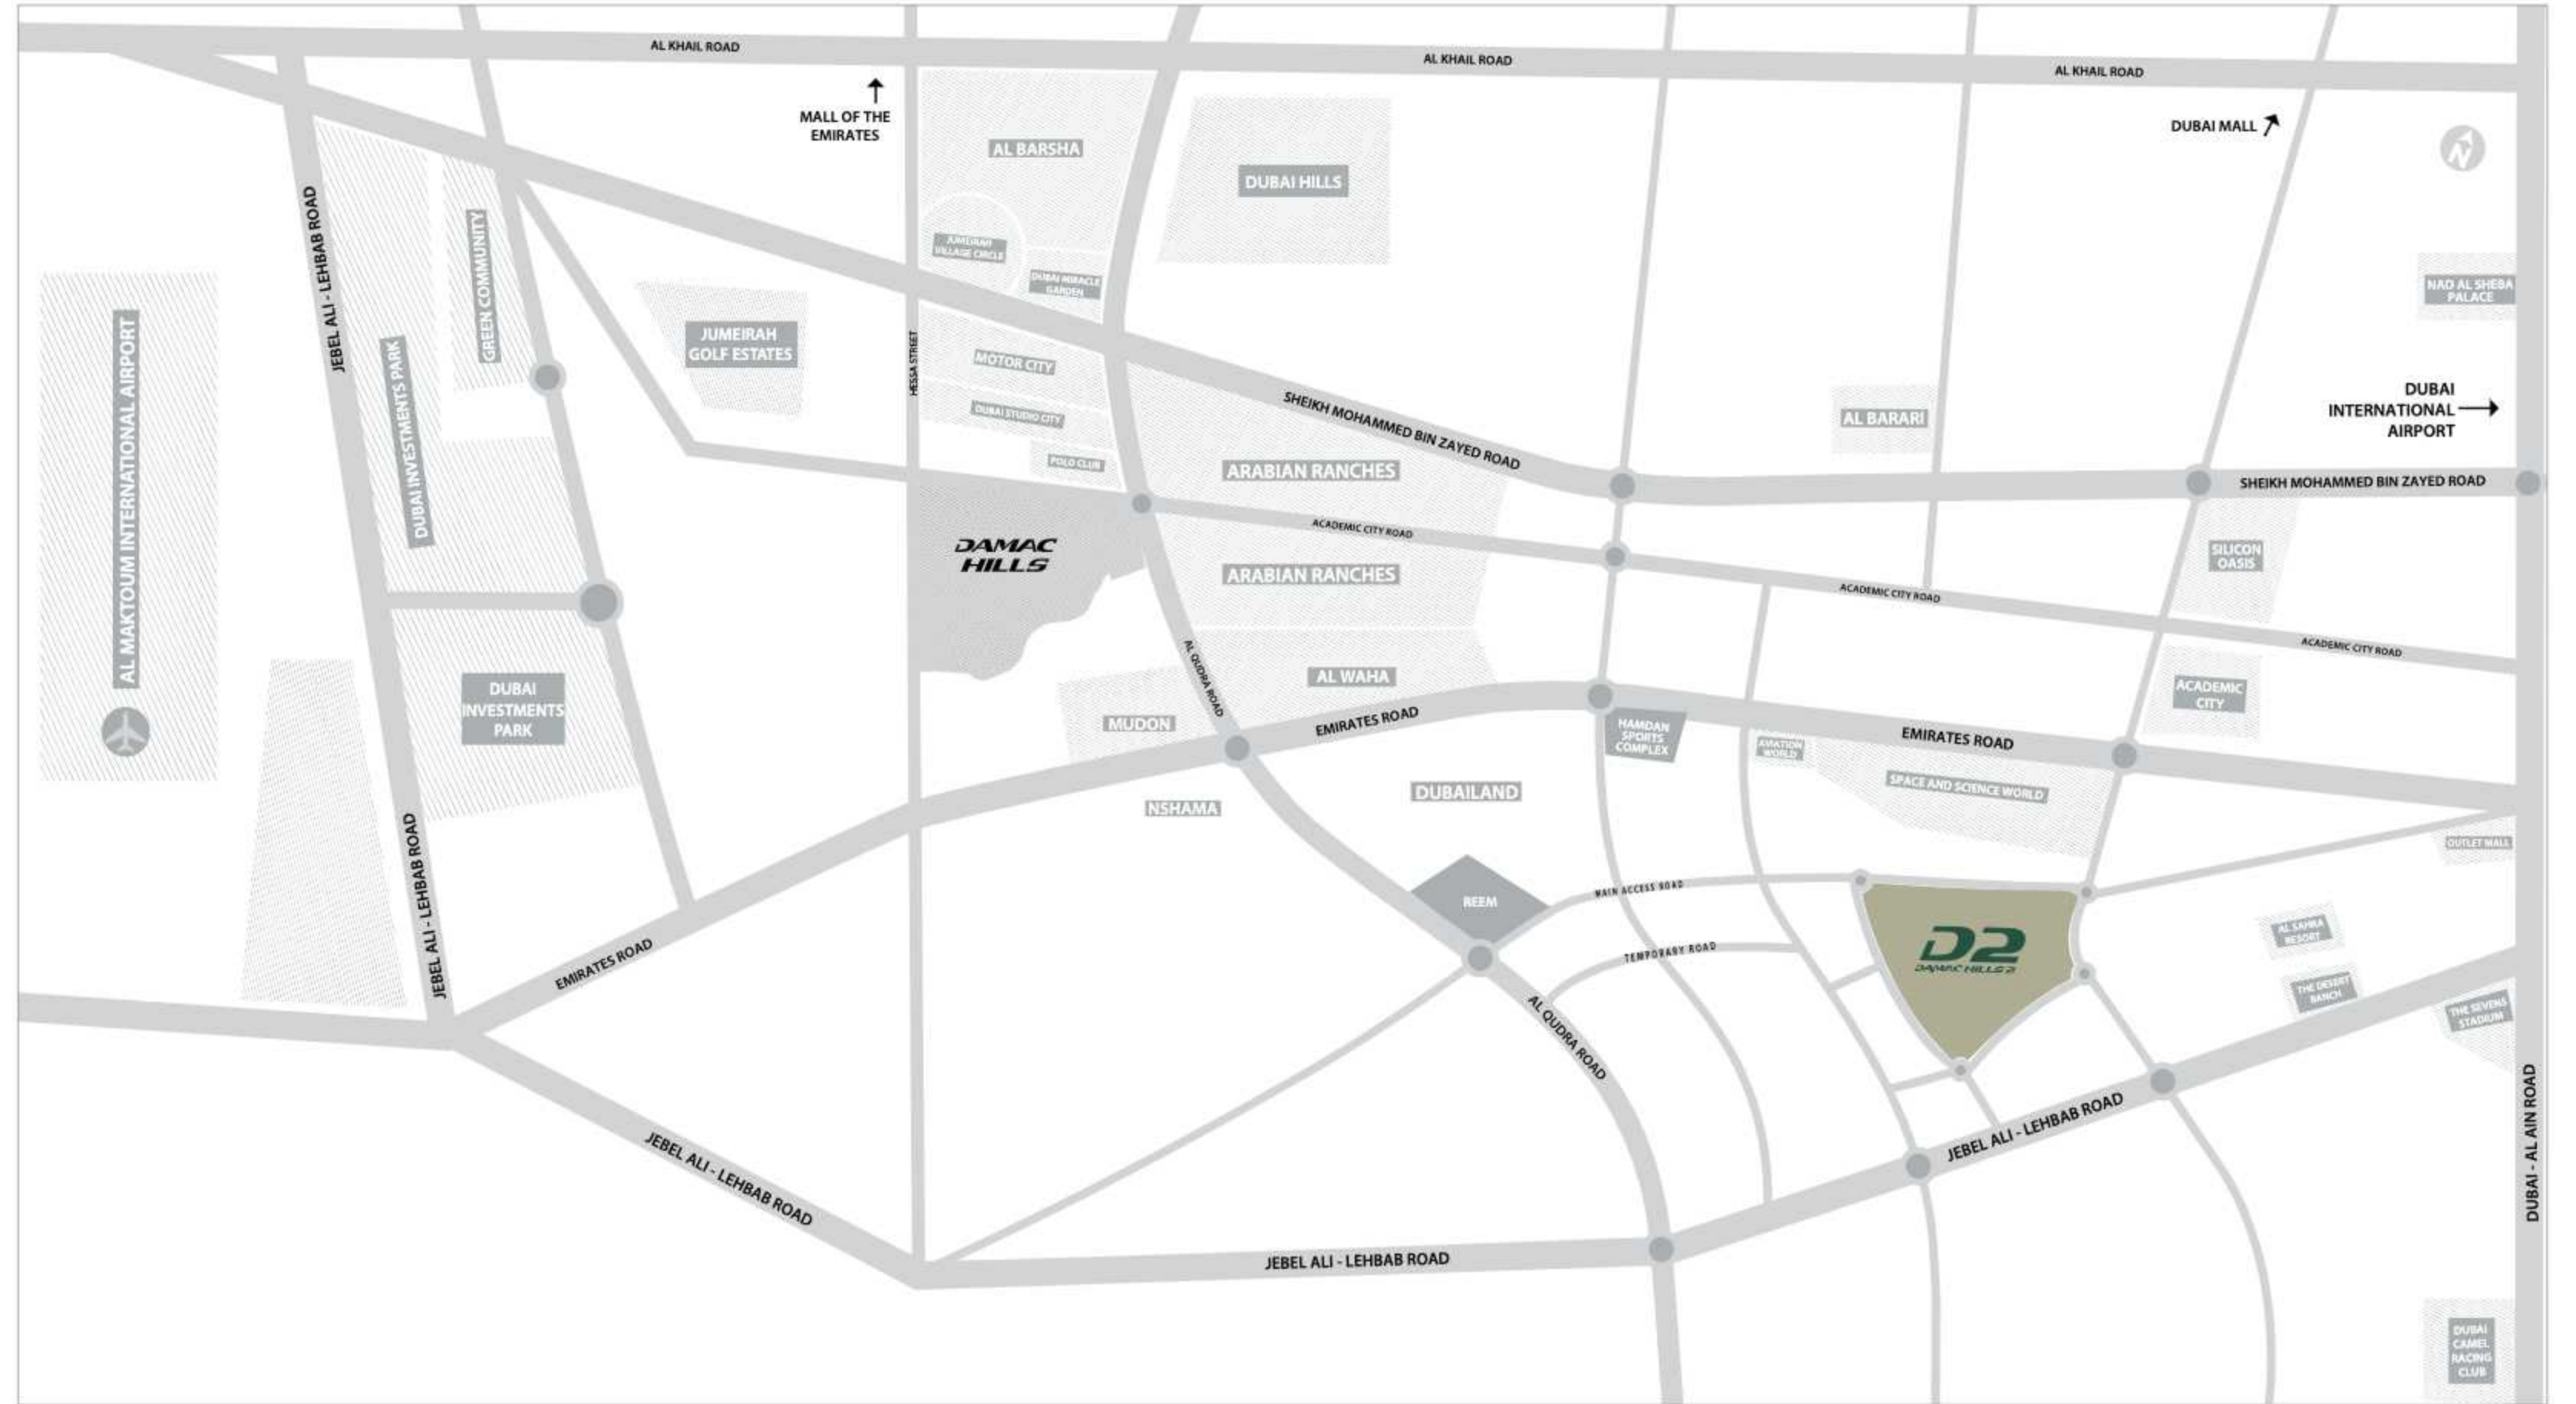 AL KHAIL ROAD
AL KHAIL ROAD
AL KHAIL ROAD
MALL OF THE
EMIRATES
DUBAI MALL
N
AL BARSHA
DUBAI HILLS
JEBEL ALI - LEHBAB ROAD
GREEN COMMUNITY
JUMEIRAH
VILLAGE CIRCLE
DUBAI MIRACLE
GARDEN
NAD AL SHEBA
PALACE
AL MAKTOUM INTERNATIONAL AIRPORT
DUBAI INVESTMENTS PARK
JUMEIRAH
GOLF ESTATES
HESSA STREET
MOTOR CITY
DUBAI STUDIO CITY
POLO CLUB
SHEIKH MOHAMMED BIN ZAYED ROAD
AL BARARI
DUBAI
INTERNATIONAL
AIRPORT
ARABIAN RANCHES
SHEIKH MOHAMMED BIN ZAYED ROAD
ACADEMIC CITY ROAD
DAMAC
HILLS
ARABIAN RANCHES
SILICON
OASIS
ACADEMIC CITY ROAD
ACADEMIC CITY ROAD
AL QUDRA ROAD
AL WAHA
ACADEMIC
CITY
DUBAI
INVESTMENTS
PARK
MUDON
EMIRATES ROAD
HAMDAN
SPORTS
COMPLEX
AVIATION
WORLD
EMIRATES ROAD
SPACE AND SCIENCE WORLD
DUBAILAND
NSHAMA
OUTLET MALL
JEBEL ALI - LEHBAB ROAD
REEM
MAIN ACCESS ROAD
TEMPORARY ROAD
D2
DAMAC HILLS 2
AL SAHRA
RESORT
THE DESERT
RANCH
THE SEVENS
STADIUM
EMIRATES ROAD
AL QUDRA ROAD
JEBEL ALI - LEHBAB ROAD
JEBEL ALI - LEHBAB ROAD
JEBEL ALI - LEHBAB ROAD
DUBAI - AL AIN ROAD
DUBAI
CAMEL
RACING
CLUB